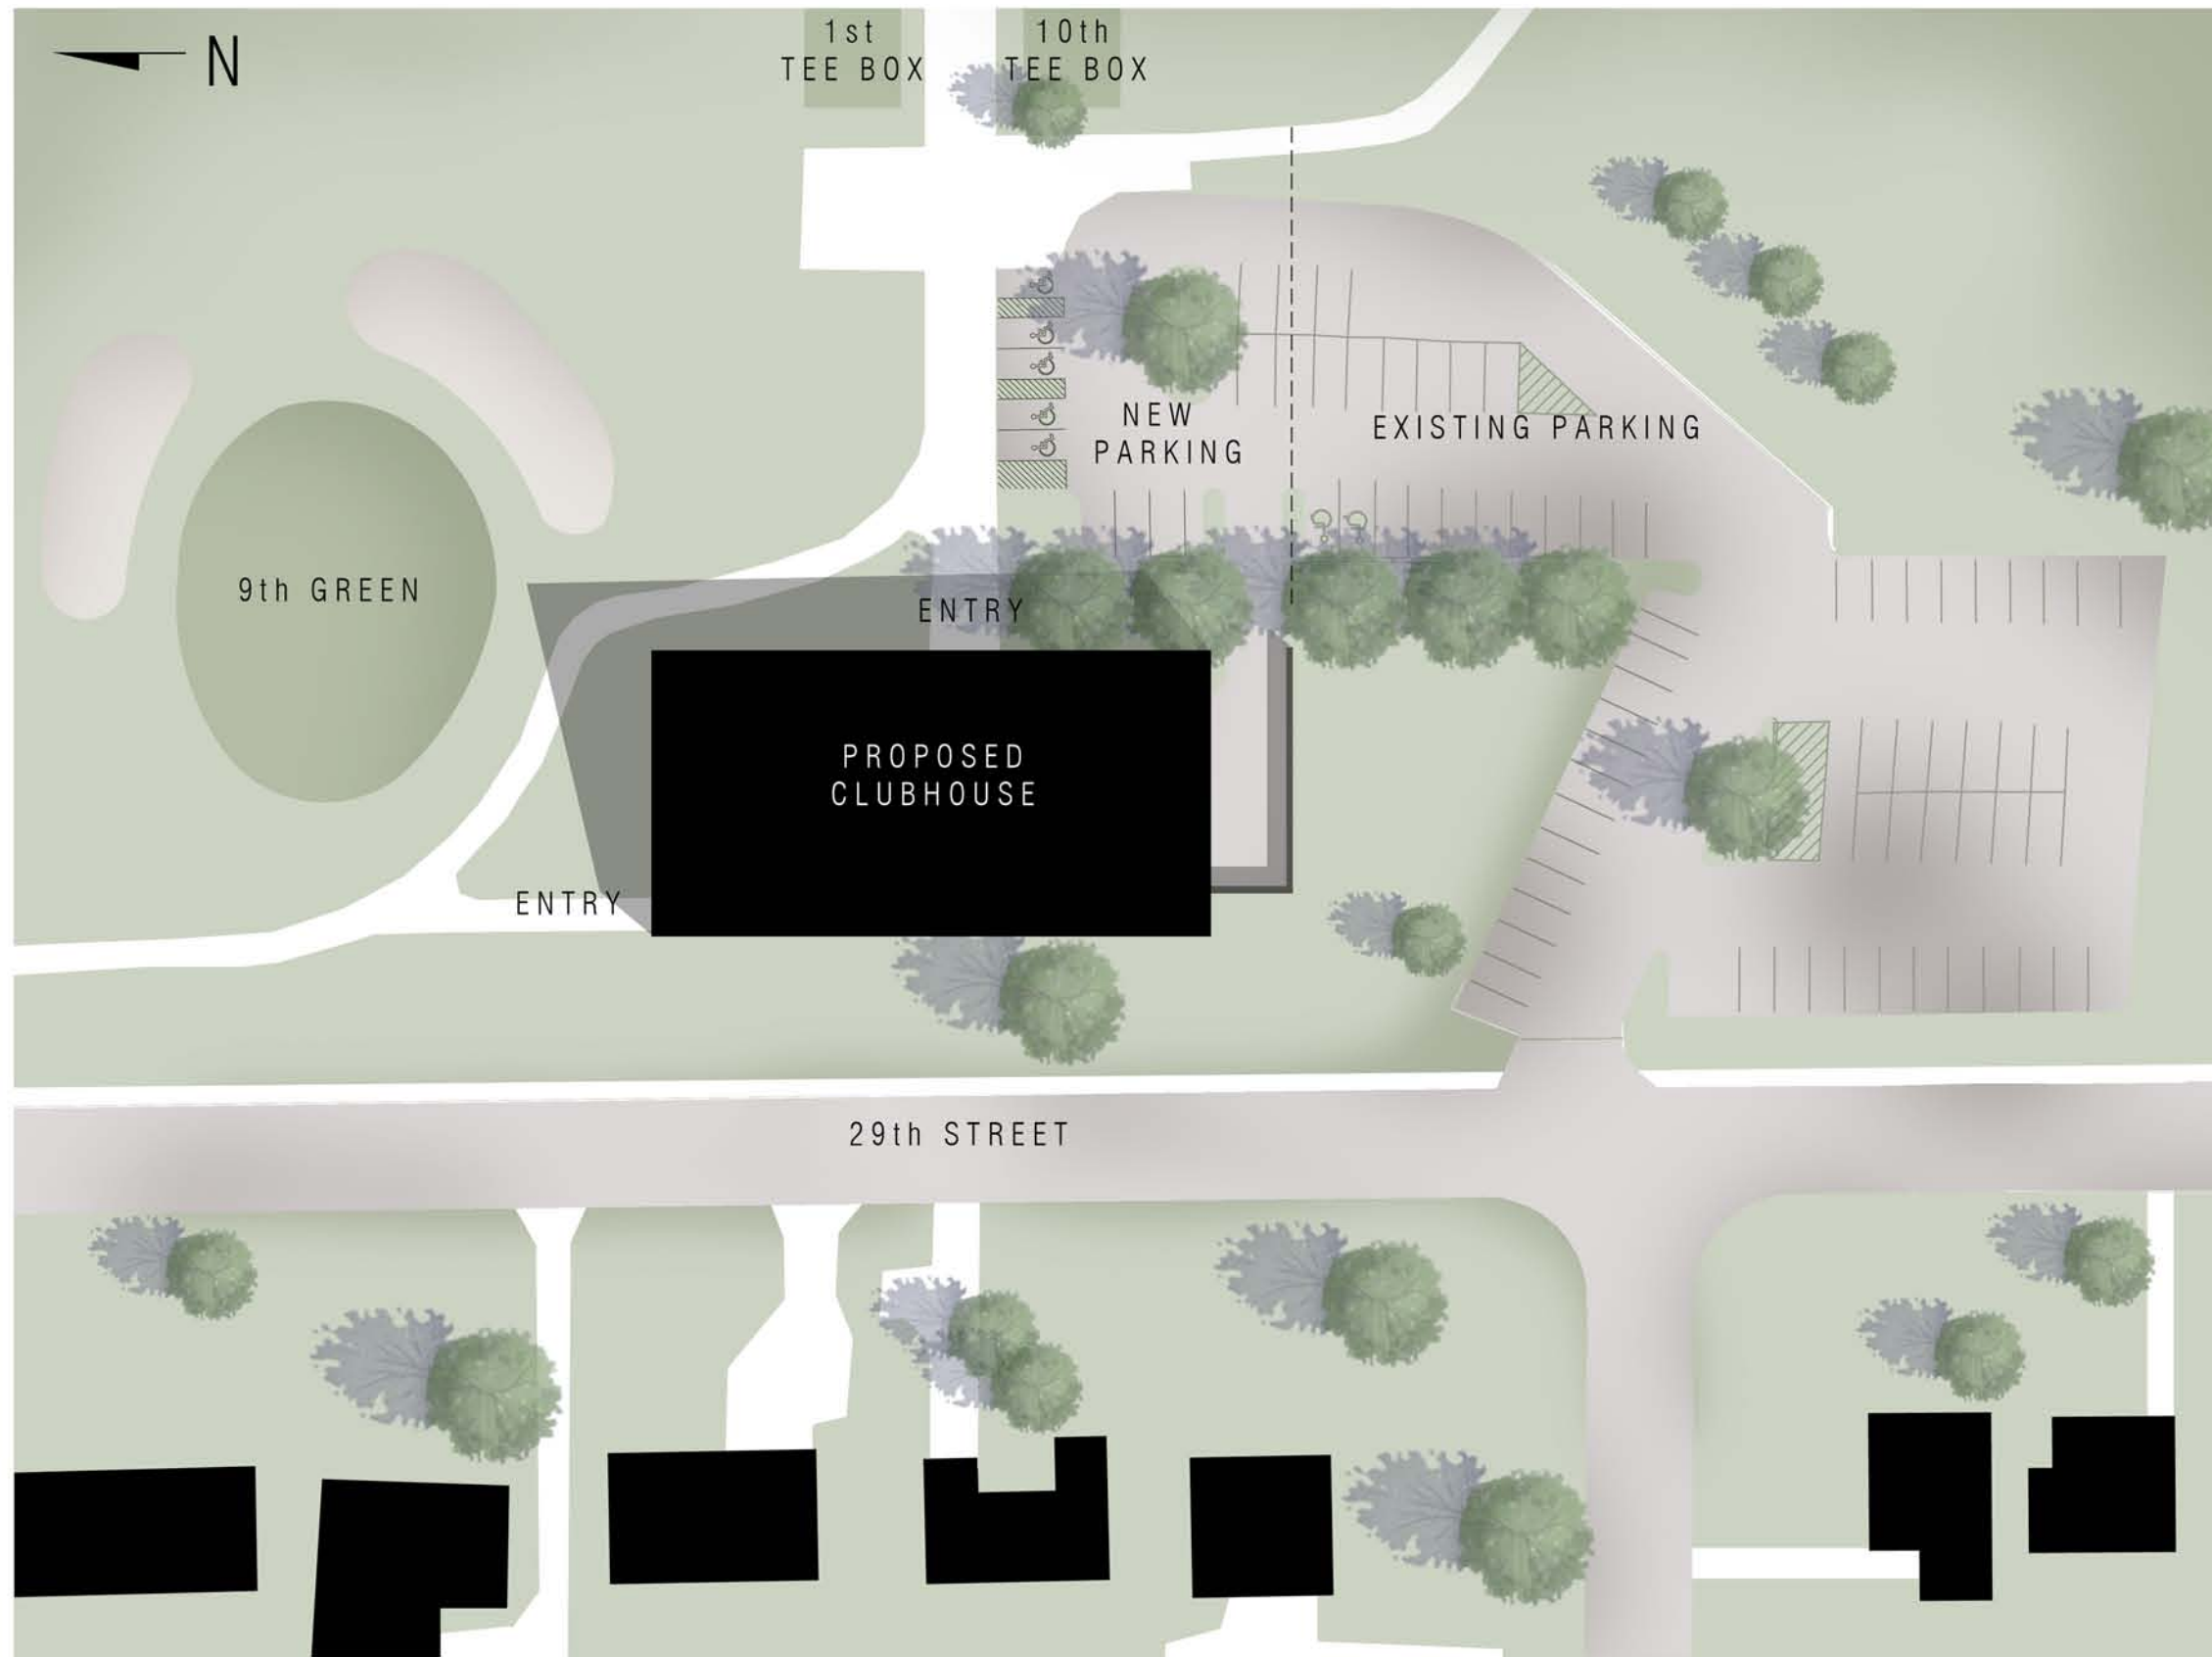 N
1st
TEE BOX
10th
TEE BOX
NEW
PARKING
EXISTING PARKING
9th GREEN
ENTRY
PROPOSED
CLUBHOUSE
ENTRY
29th STREET